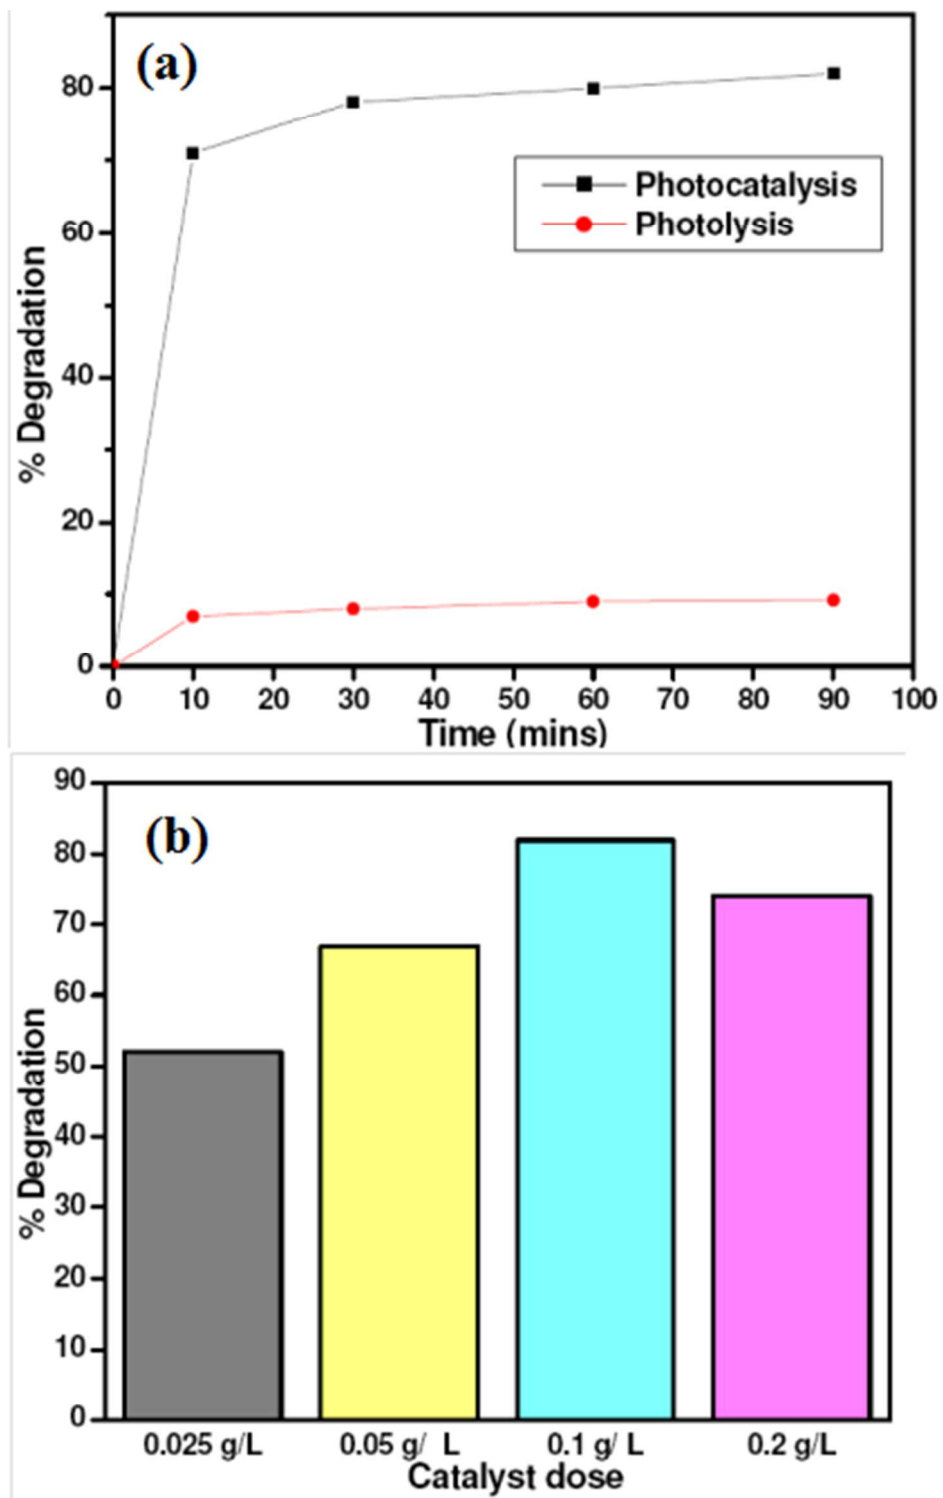 (a)
80
60
40
20
0
% Degradation
Photocatalysis
Photolysis
0 10 20 30 40 50 60 70 80 90 100
Time (mins)
(b)
90
80
70
60
50
40
30
20
10
0
% Degradation
0.025 g/L 0.05 g/ L 0.1 g/ L 0.2 g/L
Catalyst dose